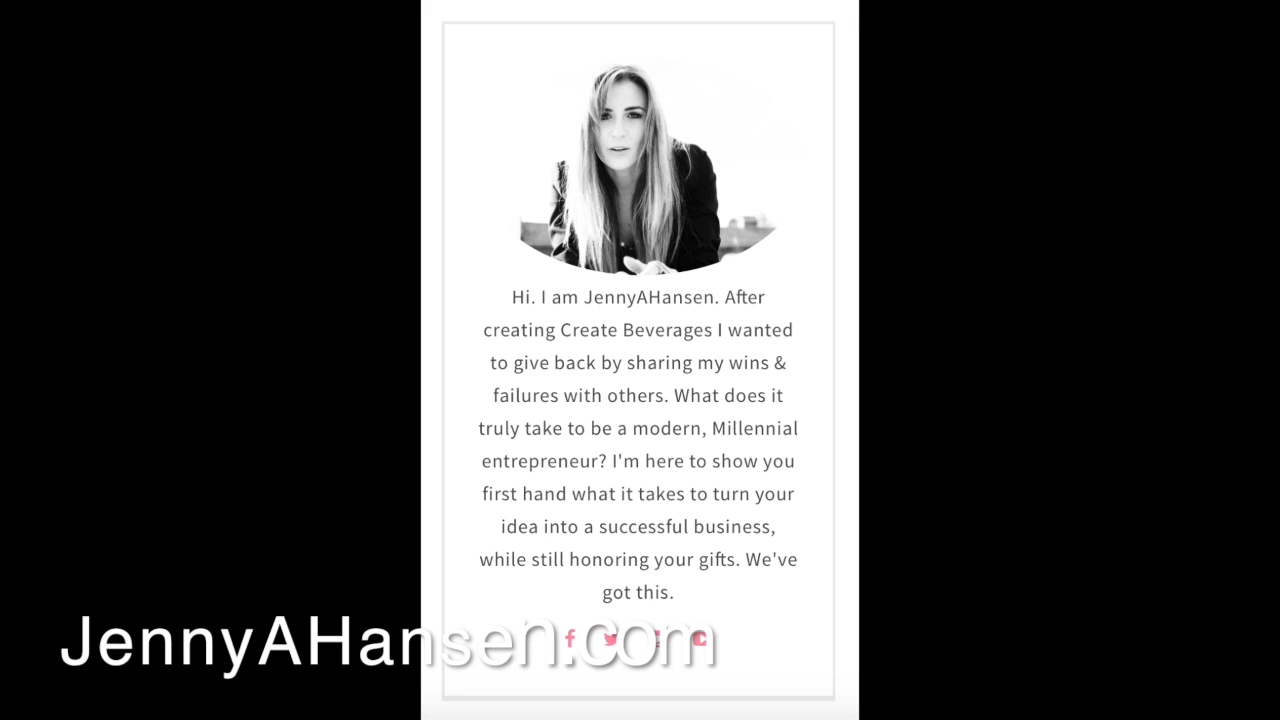 Hi. I am JennyAHansen. After
creating Create Beverages I wanted
to give back by sharing my wins &
failures with others. What does it
truly take to be a modern, Millennial
entrepreneur? I'm here to show you
first hand what it takes to turn your
idea into a successful business,
while still honoring your gifts. We've
got this.
JennyAHansen.com